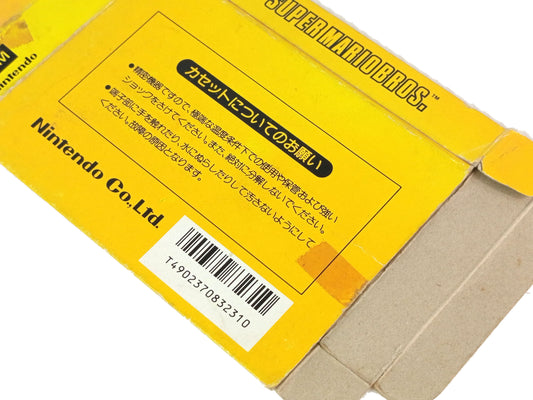 SUPER MARIO BROS.™
M
Nintendo
カセットについてのお願い
●精密機器ですので、極端な温度条件下での使用や保管および強い
ショックをさけてください。また、絶対に分解しないでください。
●端子部に手を触れたり、水にぬらしたりして汚さないようにして
ください。故障の原因となります。
Nintendo Co.,Ltd.
T4902370832310